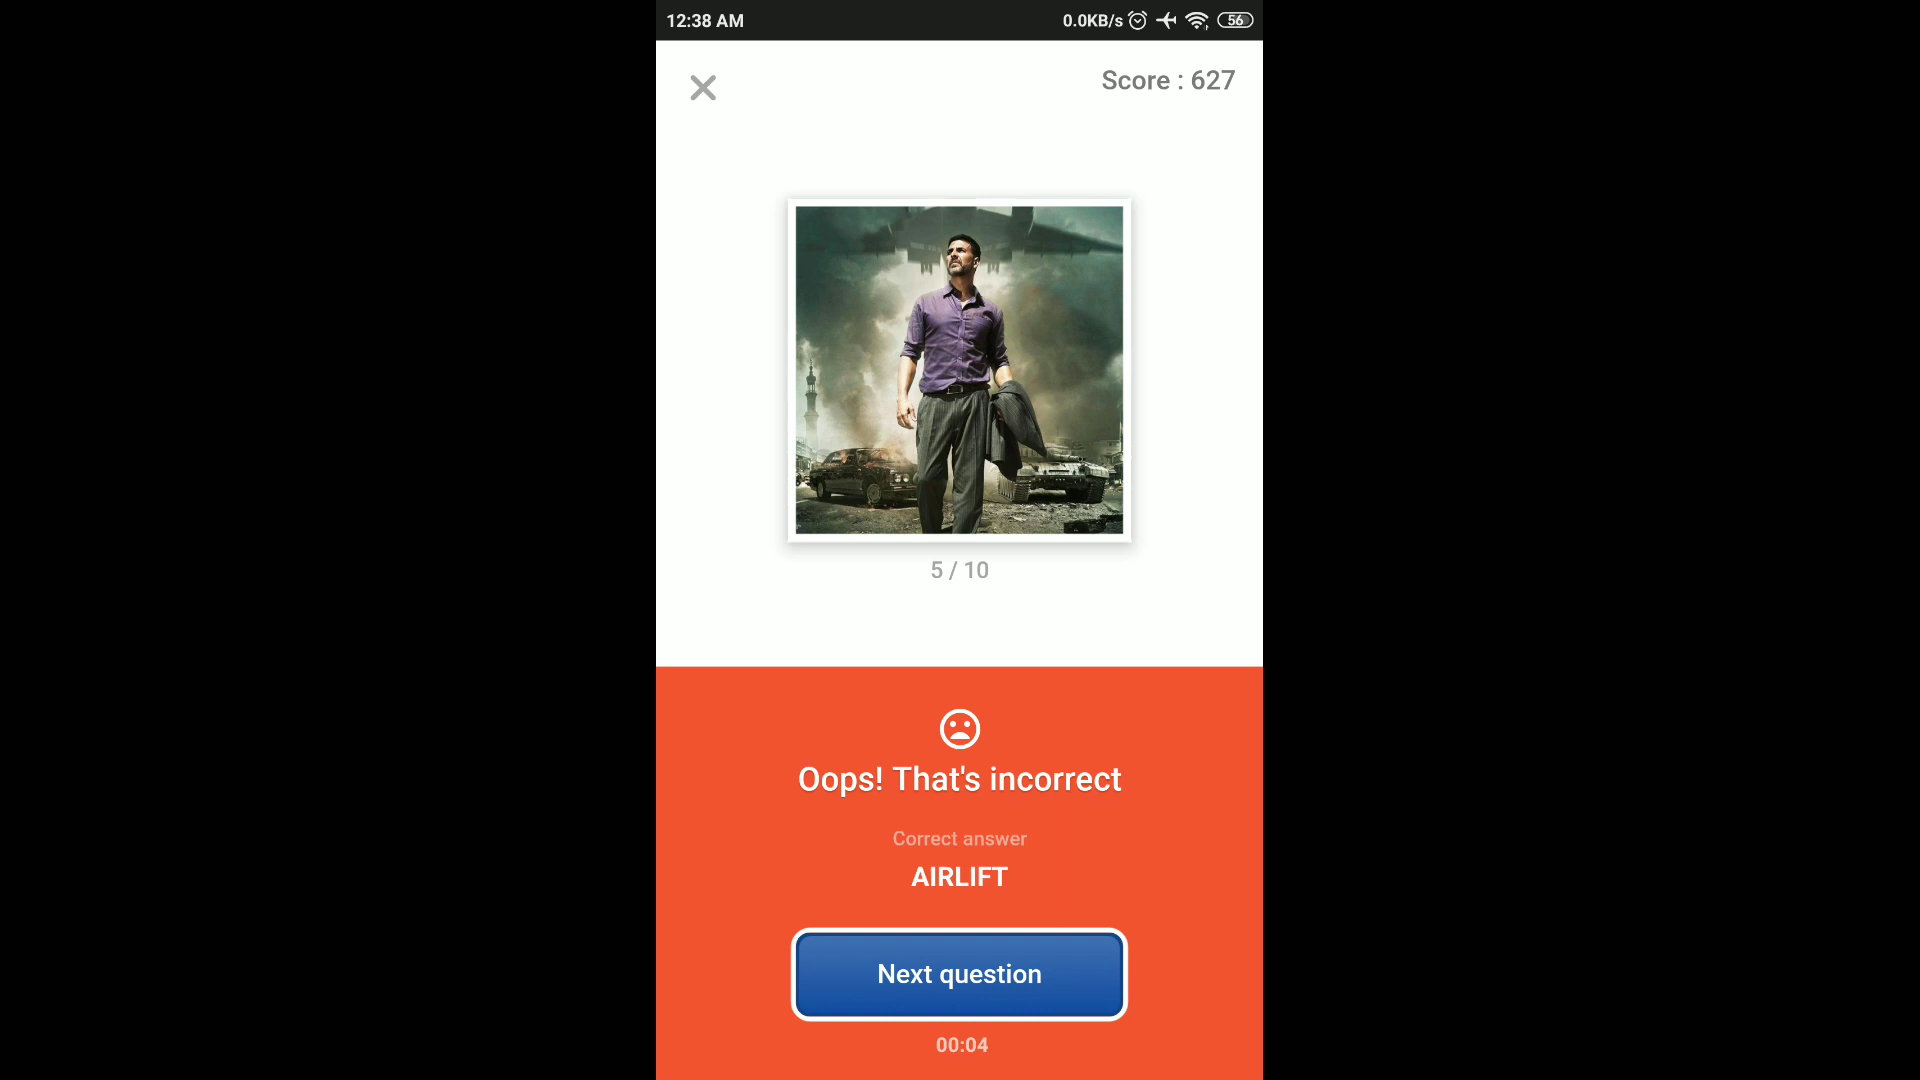 12:38 AM 0.0KB/s 56
Score : 627
5 / 10
Oops! That's incorrect
Correct answer
AIRLIFT
Next question
00:04